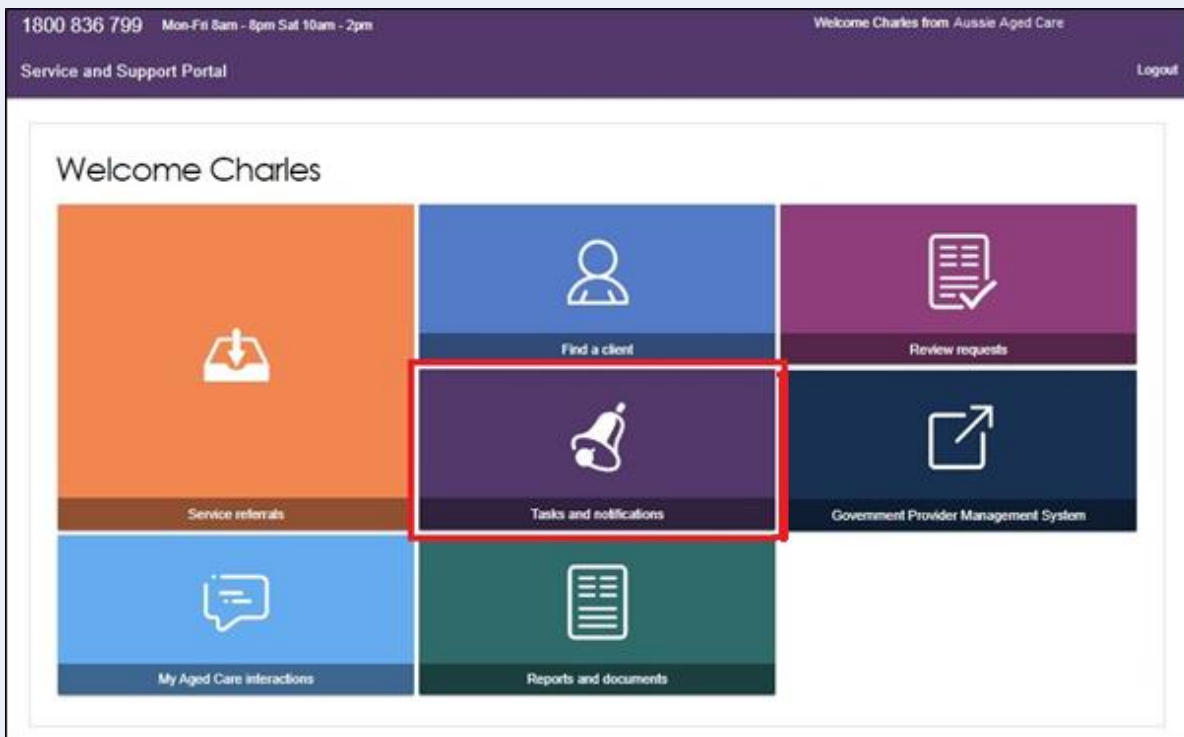 1800 836 799 Mon-Fri 8am - 8pm Sat 10am - 2pm Welcome Charles from Aussie Aged Care
Service and Support Portal Logout
Welcome Charles
Find a client
Review requests
Service referrals
Tasks and notifications
Government Provider Management System
My Aged Care interactions
Reports and documents